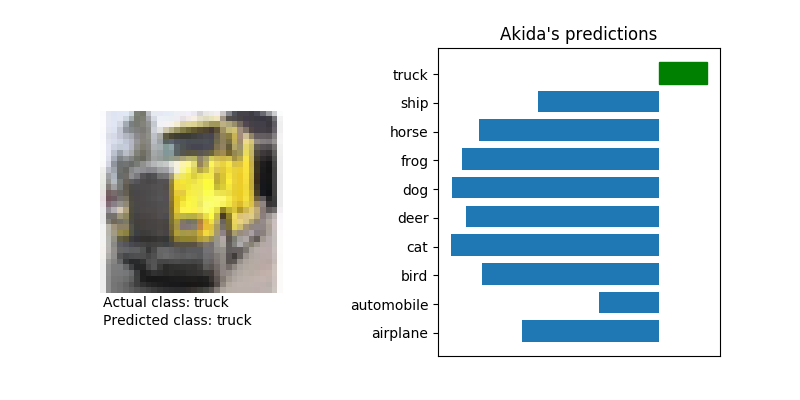 Akida's predictions
truck
ship
horse
frog
dog
deer
cat
bird
automobile
airplane
Actual class: truck
Predicted class: truck